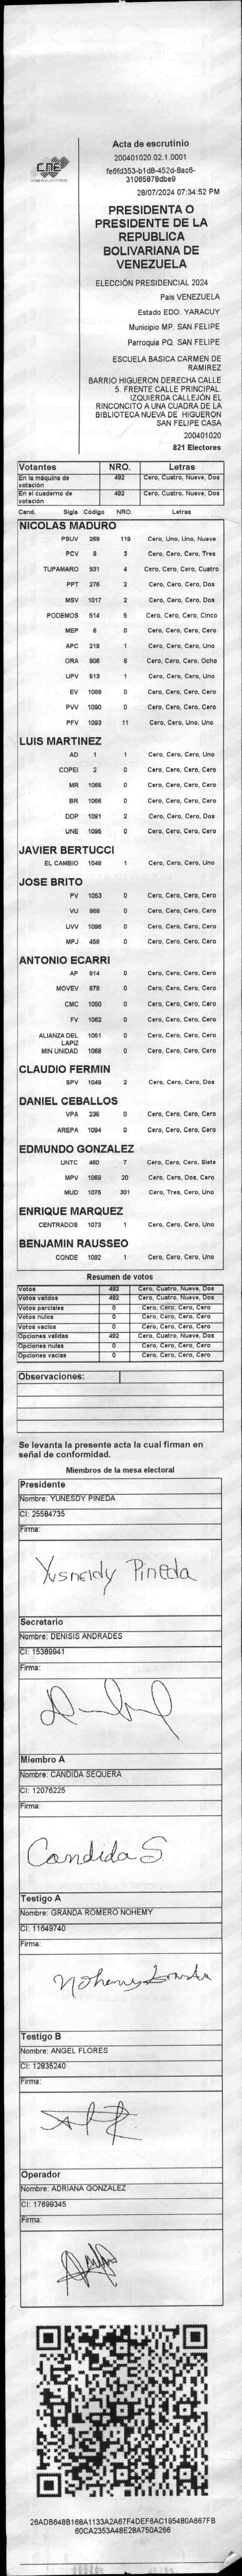 Acta de escrutinio
200401020.02.1.0001
CNE
fe6fd353-b1d8-452d-8ac6-
31065878dbe9
28/07/2024 07:34:52 PM
PRESIDENTA O
PRESIDENTE DE LA
REPUBLICA
BOLIVARIANA DE
VENEZUELA
ELECCIÓN PRESIDENCIAL 2024
Pais VENEZUELA
Estado EDO. YARACUY
Municipio MP. SAN FELIPE
Parroquia PQ. SAN FELIPE
ESCUELA BASICA CARMEN DE
RAMIREZ
BARRIO HIGUERON DERECHA CALLE
5. FRENTE CALLE PRINCIPAL.
IZQUIERDA CALLEJÓN EL
RINCONCITO A UNA CUADRA DE LA
BIBLIOTECA NUEVA DE HIGUERON
SAN FELIPE CASA
200401020
821 Electores
Votantes NRO. Letras
En la máquina de votación 492 Cero, Cuatro, Nueve, Dos
En el cuaderno de votación 492 Cero, Cuatro, Nueve, Dos
Cand. Sigla Código NRO. Letras
NICOLAS MADURO
PSUV 269 119 Cero, Uno, Uno, Nueve
PCV 9 3 Cero, Cero, Cero, Tres
TUPAMARO 931 4 Cero, Cero, Cero, Cuatro
PPT 276 2 Cero, Cero, Cero, Dos
MSV 1017 2 Cero, Cero, Cero, Dos
PODEMOS 514 5 Cero, Cero, Cero, Cinco
MEP 6 0 Cero, Cero, Cero, Cero
APC 219 1 Cero, Cero, Cero, Uno
ORA 906 8 Cero, Cero, Cero, Ocho
UPV 613 1 Cero, Cero, Cero, Uno
EV 1089 0 Cero, Cero, Cero, Cero
PVV 1090 0 Cero, Cero, Cero, Cero
PFV 1093 11 Cero, Cero, Uno, Uno
LUIS MARTINEZ
AD 1 1 Cero, Cero, Cero, Uno
COPEI 2 0 Cero, Cero, Cero, Cero
MR 1065 0 Cero, Cero, Cero, Cero
BR 1066 0 Cero, Cero, Cero, Cero
DDP 1091 2 Cero, Cero, Cero, Dos
UNE 1095 0 Cero, Cero, Cero, Cero
JAVIER BERTUCCI
EL CAMBIO 1048 1 Cero, Cero, Cero, Uno
JOSE BRITO
PV 1053 0 Cero, Cero, Cero, Cero
VU 868 0 Cero, Cero, Cero, Cero
UVV 1096 0 Cero, Cero, Cero, Cero
MPJ 458 0 Cero, Cero, Cero, Cero
ANTONIO ECARRI
AP 814 0 Cero, Cero, Cero, Cero
MOVEV 879 0 Cero, Cero, Cero, Cero
CMC 1050 0 Cero, Cero, Cero, Cero
FV 1062 0 Cero, Cero, Cero, Cero
ALIANZA DEL LAPIZ 1051 0 Cero, Cero, Cero, Cero
MIN UNIDAD 1068 0 Cero, Cero, Cero, Cero
CLAUDIO FERMIN
SPV 1049 2 Cero, Cero, Cero, Dos
DANIEL CEBALLOS
VPA 236 0 Cero, Cero, Cero, Cero
AREPA 1094 0 Cero, Cero, Cero, Cero
EDMUNDO GONZALEZ
UNTC 460 7 Cero, Cero, Cero, Siete
MPV 1069 20 Cero, Cero, Dos, Cero
MUD 1075 301 Cero, Tres, Cero, Uno
ENRIQUE MARQUEZ
CENTRADOS 1073 1 Cero, Cero, Cero, Uno
BENJAMIN RAUSSEO
CONDE 1092 1 Cero, Cero, Cero, Uno
Resumen de votos
Votos 492 Cero, Cuatro, Nueve, Dos
Votos validos 492 Cero, Cuatro, Nueve, Dos
Votos parciales 0 Cero, Cero, Cero, Cero
Votos nulos 0 Cero, Cero, Cero, Cero
Votos vacios 0 Cero, Cero, Cero, Cero
Opciones validas 492 Cero, Cuatro, Nueve, Dos
Opciones nulas 0 Cero, Cero, Cero, Cero
Opciones vacias 0 Cero, Cero, Cero, Cero
Observaciones:
Se levanta la presente acta la cual firman en
señal de conformidad.
Miembros de la mesa electoral
Presidente
Nombre: YUNESDY PINEDA
CI: 25584735
Firma:
Yusneidy Pineda
Secretario
Nombre: DENISIS ANDRADES
CI: 15389941
Firma:
Miembro A
Nombre: CANDIDA SEQUERA
CI: 12076225
Firma:
Candida S
Testigo A
Nombre: GRANDA ROMERO NOHEMY
CI: 11649740
Firma:
Nohemy Granda
Testigo B
Nombre: ANGEL FLORES
CI: 12835240
Firma:
Operador
Nombre: ADRIANA GONZALEZ
CI: 17699345
Firma:
26ADB648B168A1133A2A67F4DEF6AC195480A667FB
60CA2353A48E28A750A266